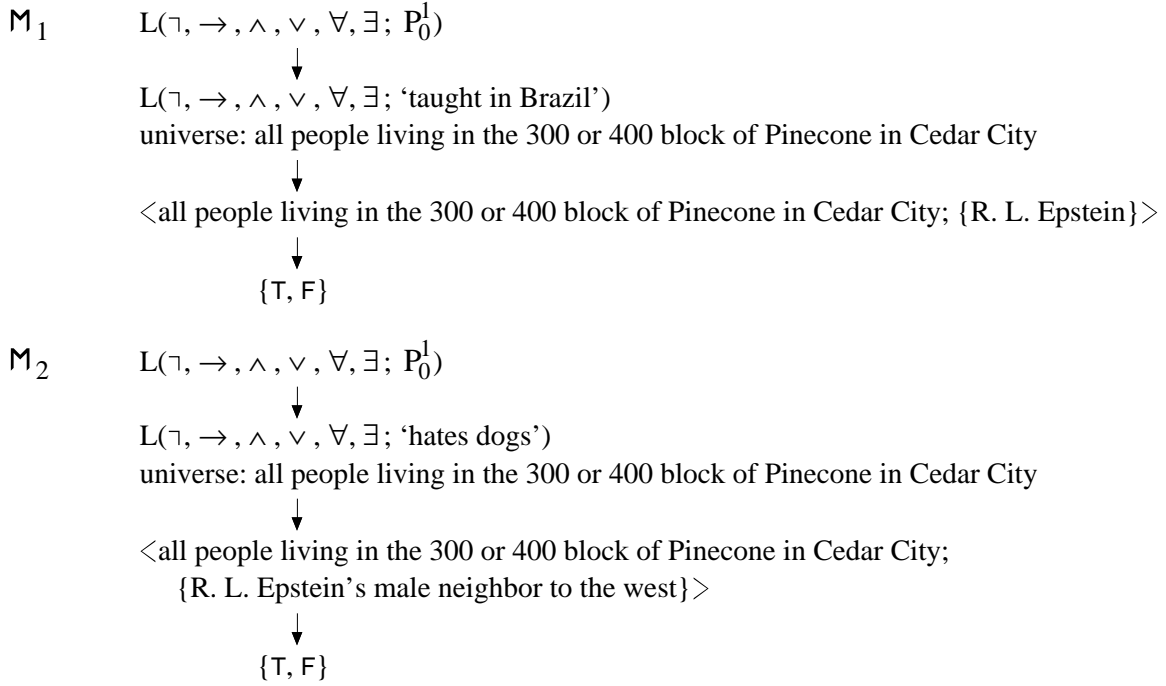 M₁ L(⅂, →, ∧, ∨, ∀, ∃; P₀¹)
L(⅂, →, ∧, ∨, ∀, ∃; ‘taught in Brazil’)
universe: all people living in the 300 or 400 block of Pinecone in Cedar City
<all people living in the 300 or 400 block of Pinecone in Cedar City; {R. L. Epstein}>
{T, F}
M₂ L(⅂, →, ∧, ∨, ∀, ∃; P₀¹)
L(⅂, →, ∧, ∨, ∀, ∃; ‘hates dogs’)
universe: all people living in the 300 or 400 block of Pinecone in Cedar City
<all people living in the 300 or 400 block of Pinecone in Cedar City;
{R. L. Epstein’s male neighbor to the west}>
{T, F}